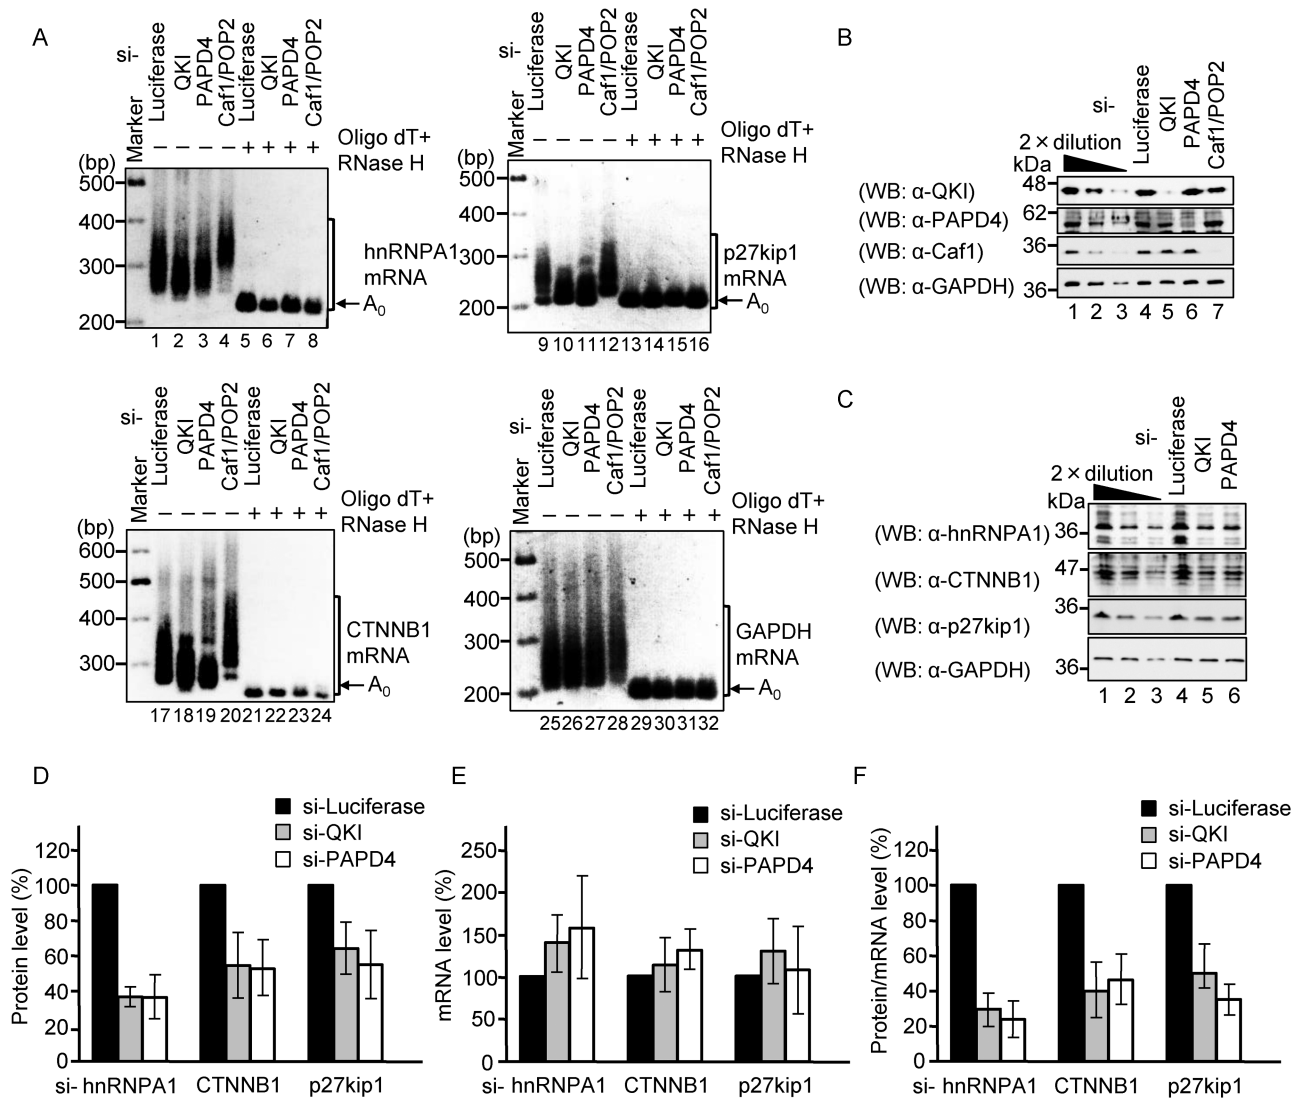 A
si-
Luciferase
QKI
PAPD4
Caf1/POP2
Luciferase
QKI
PAPD4
Caf1/POP2
Marker
− − − − + + + +
Oligo dT+
RNase H
(bp)
500
400
300
200
hnRNPA1
mRNA
A0
1 2 3 4 5 6 7 8
si-
Luciferase
QKI
PAPD4
Caf1/POP2
Luciferase
QKI
PAPD4
Caf1/POP2
Marker
− − − − + + + +
Oligo dT+
RNase H
(bp)
500
400
300
200
p27kip1
mRNA
A0
9 10 11 12 13 14 15 16
si-
Luciferase
QKI
PAPD4
Caf1/POP2
Luciferase
QKI
PAPD4
Caf1/POP2
Marker
− − − − + + + +
Oligo dT+
RNase H
(bp)
600
500
400
300
CTNNB1
mRNA
A0
17 18 19 20 21 22 23 24
si-
Luciferase
QKI
PAPD4
Caf1/POP2
Luciferase
QKI
PAPD4
Caf1/POP2
Marker
− − − − + + + +
Oligo dT+
RNase H
(bp)
500
400
300
200
GAPDH
mRNA
A0
25 26 27 28 29 30 31 32
B
si-
Luciferase
QKI
PAPD4
Caf1/POP2
2 × dilution
kDa
(WB: α-QKI) 48
(WB: α-PAPD4) 62
(WB: α-Caf1) 36
(WB: α-GAPDH) 36
1 2 3 4 5 6 7
C
si-
Luciferase
QKI
PAPD4
2 × dilution
kDa
(WB: α-hnRNPA1) 36
(WB: α-CTNNB1) 47
(WB: α-p27kip1) 36
(WB: α-GAPDH) 36
1 2 3 4 5 6
D
si-Luciferase
si-QKI
si-PAPD4
Protein level (%)
120
100
80
60
40
20
0
si- hnRNPA1 CTNNB1 p27kip1
E
si-Luciferase
si-QKI
si-PAPD4
mRNA level (%)
250
200
150
100
50
0
si- hnRNPA1 CTNNB1 p27kip1
F
si-Luciferase
si-QKI
si-PAPD4
Protein/mRNA level (%)
120
100
80
60
40
20
0
si- hnRNPA1 CTNNB1 p27kip1